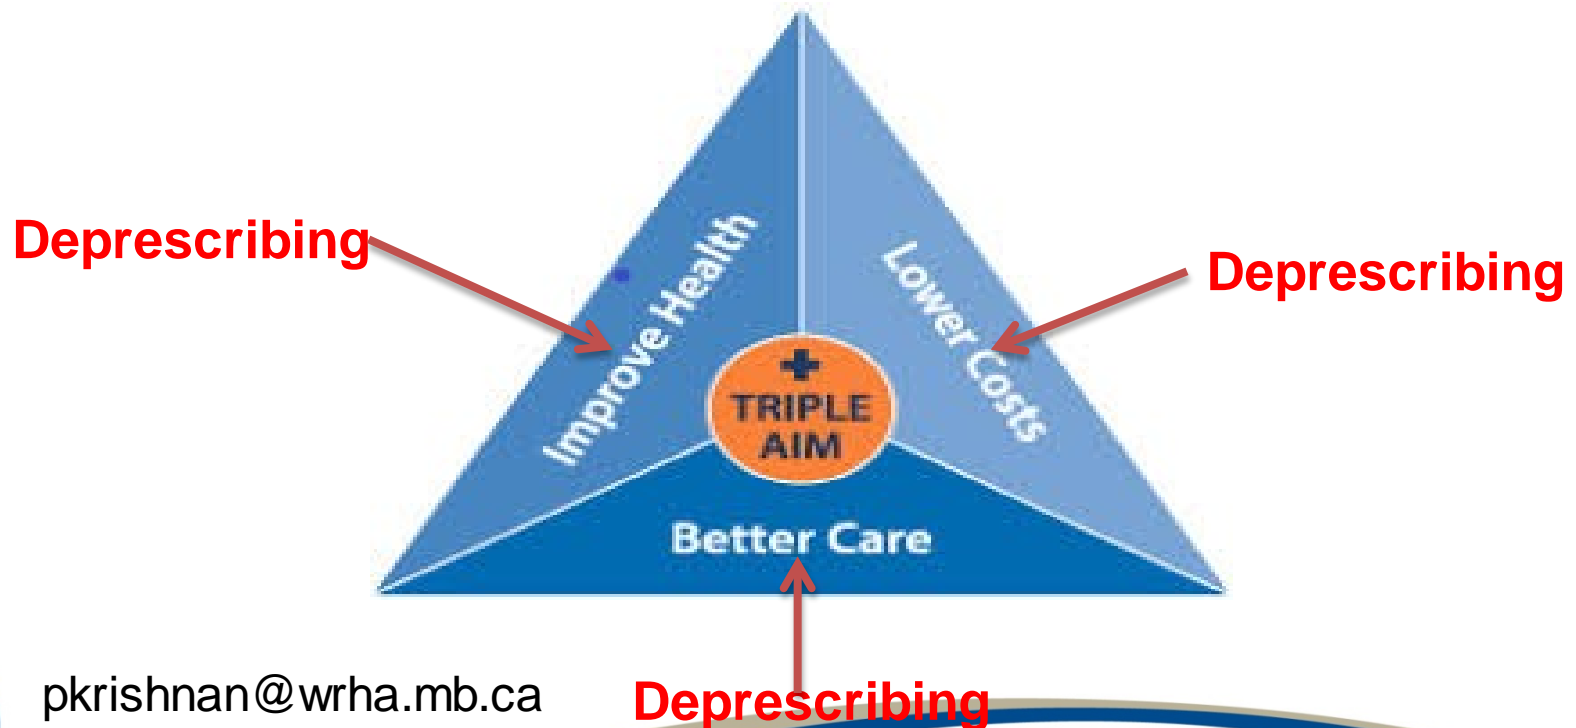 Deprescribing
Improve Health
Lower Costs
Deprescribing
TRIPLE
AIM
Better Care
pkrishnan@wrha.mb.ca
Deprescribing